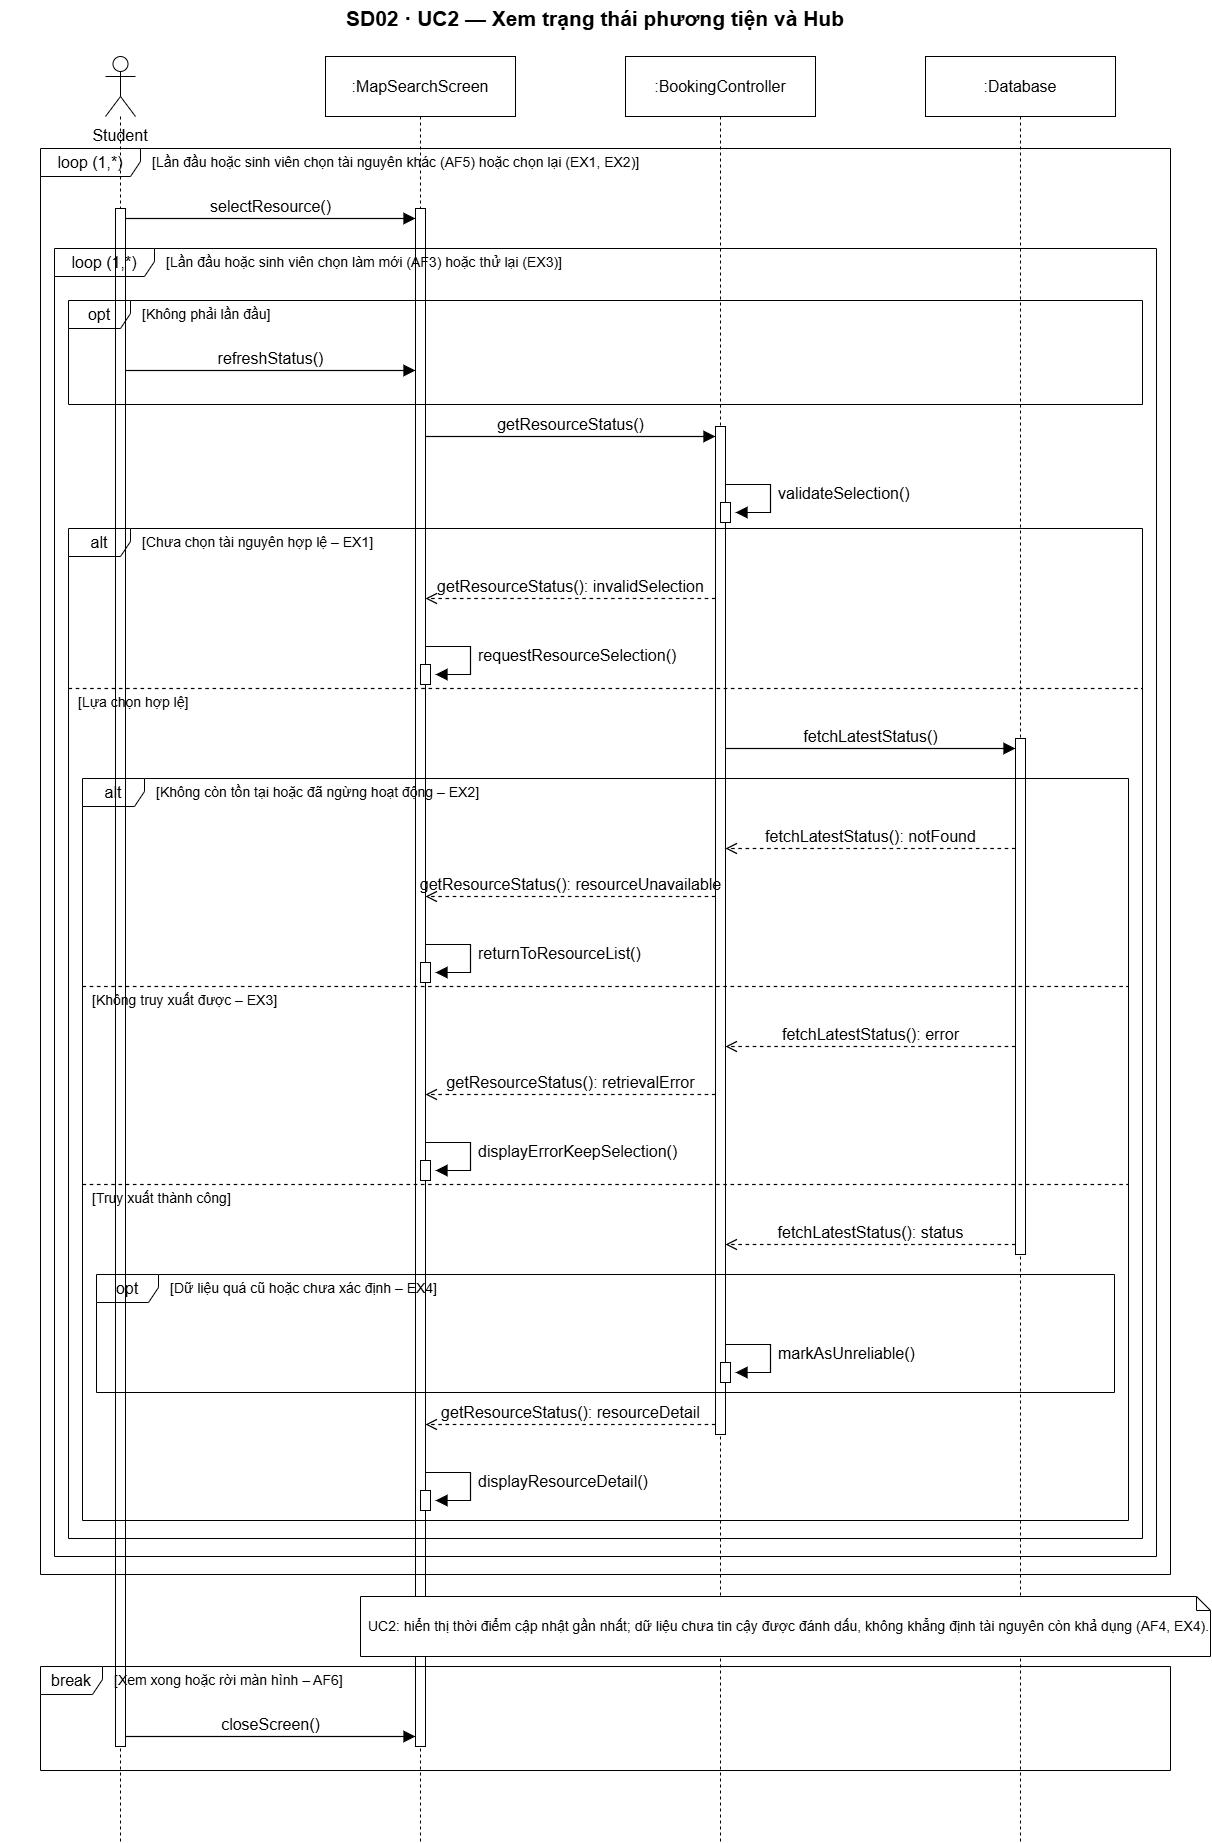 SD02 · UC2 — Xem trạng thái phương tiện và Hub
Student
:MapSearchScreen
:BookingController
:Database
loop (1,*)
[Lần đầu hoặc sinh viên chọn tài nguyên khác (AF5) hoặc chọn lại (EX1, EX2)]
selectResource()
loop (1,*)
[Lần đầu hoặc sinh viên chọn làm mới (AF3) hoặc thử lại (EX3)]
opt
[Không phải lần đầu]
refreshStatus()
getResourceStatus()
validateSelection()
alt
[Chưa chọn tài nguyên hợp lệ – EX1]
getResourceStatus(): invalidSelection
requestResourceSelection()
[Lựa chọn hợp lệ]
fetchLatestStatus()
alt
[Không còn tồn tại hoặc đã ngừng hoạt động – EX2]
fetchLatestStatus(): notFound
getResourceStatus(): resourceUnavailable
returnToResourceList()
[Không truy xuất được – EX3]
fetchLatestStatus(): error
getResourceStatus(): retrievalError
displayErrorKeepSelection()
[Truy xuất thành công]
fetchLatestStatus(): status
opt
[Dữ liệu quá cũ hoặc chưa xác định – EX4]
markAsUnreliable()
getResourceStatus(): resourceDetail
displayResourceDetail()
UC2: hiển thị thời điểm cập nhật gần nhất; dữ liệu chưa tin cậy được đánh dấu, không khẳng định tài nguyên còn khả dụng (AF4, EX4).
break
[Xem xong hoặc rời màn hình – AF6]
closeScreen()